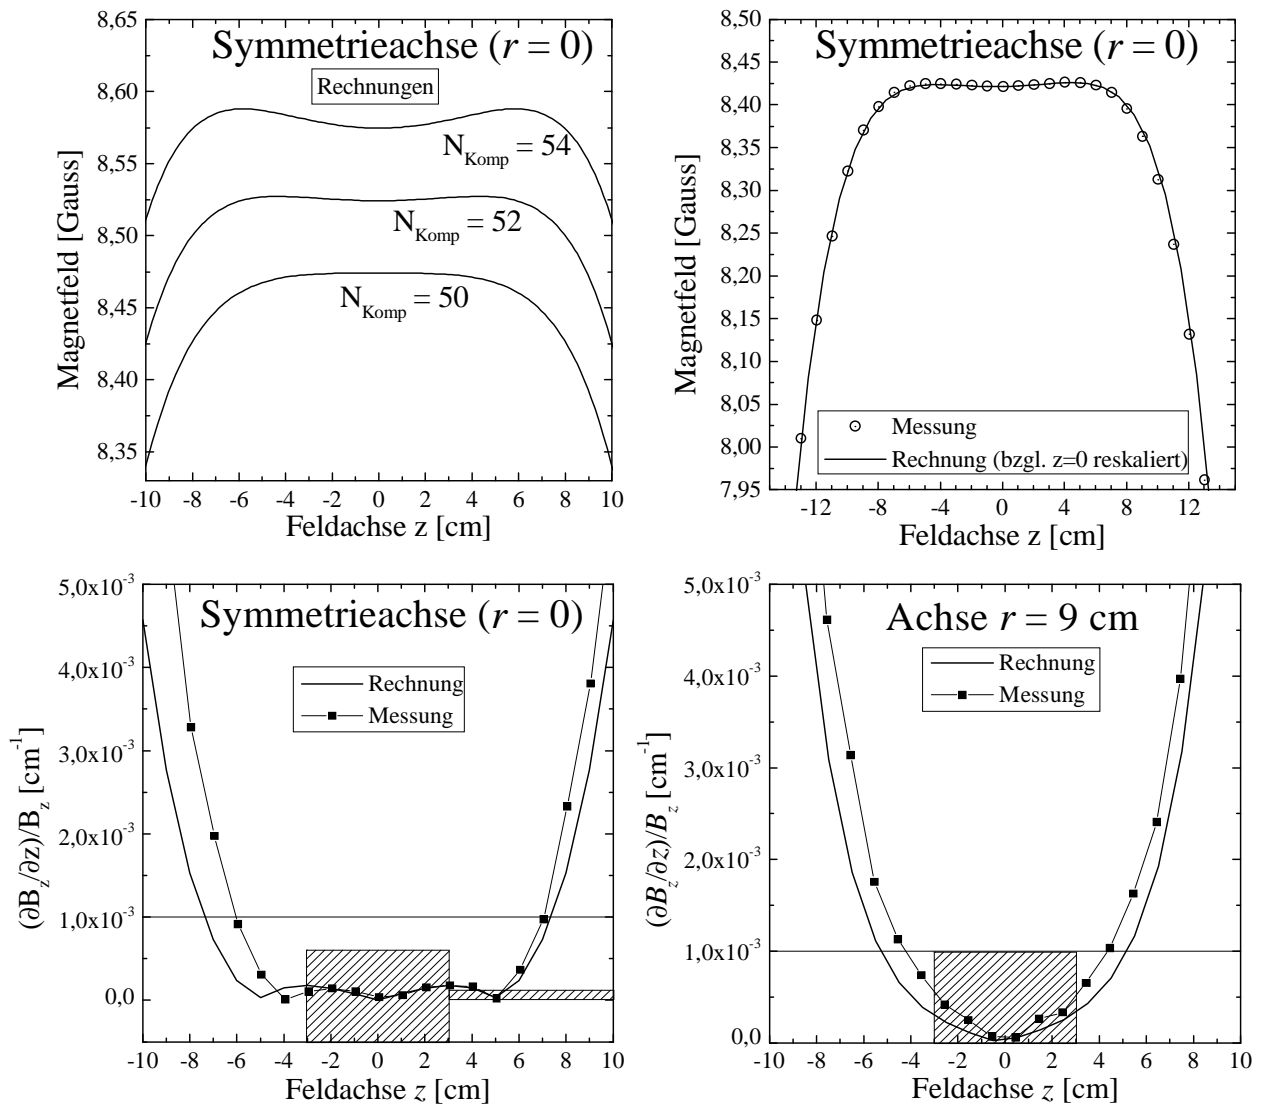 Symmetrieachse (r = 0)
Rechnungen
N_Komp = 54
N_Komp = 52
N_Komp = 50
Magnetfeld [Gauss]
8,65
8,60
8,55
8,50
8,45
8,40
8,35
-10 -8 -6 -4 -2 0 2 4 6 8 10
Feldachse z [cm]
Symmetrieachse (r = 0)
Magnetfeld [Gauss]
8,50
8,45
8,40
8,35
8,30
8,25
8,20
8,15
8,10
8,05
8,00
7,95
Messung
Rechnung (bzgl. z=0 reskaliert)
-12 -8 -4 0 4 8 12
Feldachse z [cm]
Symmetrieachse (r = 0)
Rechnung
Messung
(∂B_z/∂z)/B_z [cm⁻¹]
5,0x10⁻³
4,0x10⁻³
3,0x10⁻³
2,0x10⁻³
1,0x10⁻³
0,0
-10 -8 -6 -4 -2 0 2 4 6 8 10
Feldachse z [cm]
Achse r = 9 cm
Rechnung
Messung
(∂B_z/∂z)/B_z [cm⁻¹]
5,0x10⁻³
4,0x10⁻³
3,0x10⁻³
2,0x10⁻³
1,0x10⁻³
0,0
-10 -8 -6 -4 -2 0 2 4 6 8 10
Feldachse z [cm]